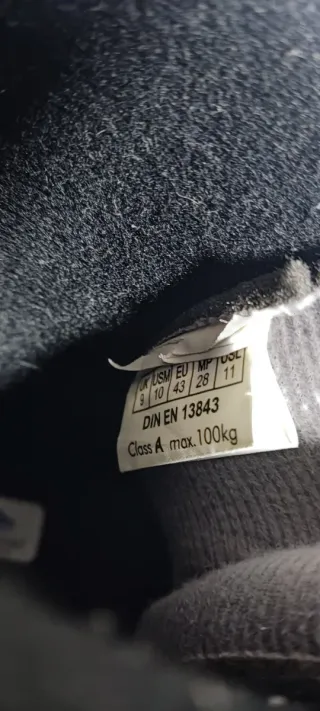 UK USM EU MP USL
9 10 43 28 11
DIN EN 13843
Class A max.100kg